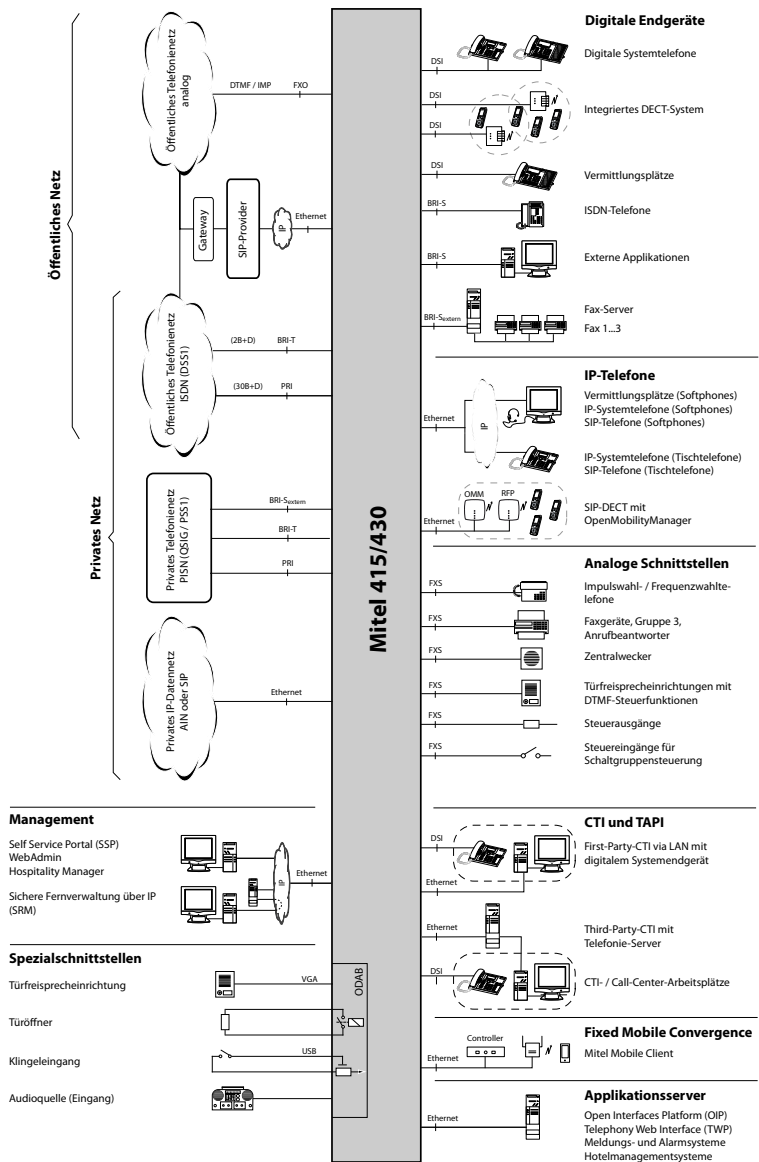 Öffentliches Netz
Öffentliches Telefonienetz
analog
DTMF / IMP
FXO
Gateway
SIP-Provider
IP
Ethernet
Privates Netz
Öffentliches Telefonienetz
ISDN (DSS1)
(2B+D)
BRI-T
(30B+D)
PRI
Privates Telefonienetz
PISN (QSIG / PSS1)
BRI-Sextern
BRI-T
PRI
Privates IP-Datennetz
AIN oder SIP
Ethernet
Management
Self Service Portal (SSP)
WebAdmin
Hospitality Manager
Sichere Fernverwaltung über IP
(SRM)
IP
Ethernet
Spezialschnittstellen
Türfreisprecheinrichtung
VGA
ODAB
Türöffner
Klingeleingang
USB
Audioquelle (Eingang)
Mitel 415/430
Digitale Endgeräte
DSI
Digitale Systemtelefone
DSI
DSI
Integriertes DECT-System
DSI
Vermittlungsplätze
BRI-S
ISDN-Telefone
BRI-S
Externe Applikationen
BRI-Sextern
Fax-Server
Fax 1...3
IP-Telefone
Ethernet
IP
Vermittlungsplätze (Softphones)
IP-Systemtelefone (Softphones)
SIP-Telefone (Softphones)
IP-Systemtelefone (Tischtelefone)
SIP-Telefone (Tischtelefone)
OMM
RFP
Ethernet
SIP-DECT mit
OpenMobilityManager
Analoge Schnittstellen
FXS
Impulswahl- / Frequenzwahlte-
lefone
FXS
Faxgeräte, Gruppe 3,
Anrufbeantworter
FXS
Zentralwecker
FXS
Türfreisprecheinrichtungen mit
DTMF-Steuerfunktionen
FXS
Steuerausgänge
FXS
Steuereingänge für
Schaltgruppensteuerung
CTI und TAPI
DSI
First-Party-CTI via LAN mit
digitalem Systemendgerät
Ethernet
Ethernet
Third-Party-CTI mit
Telefonie-Server
DSI
CTI- / Call-Center-Arbeitsplätze
Fixed Mobile Convergence
Controller
Ethernet
Mitel Mobile Client
Applikationsserver
Ethernet
Open Interfaces Platform (OIP)
Telephony Web Interface (TWP)
Meldungs- und Alarmsysteme
Hotelmanagementsysteme